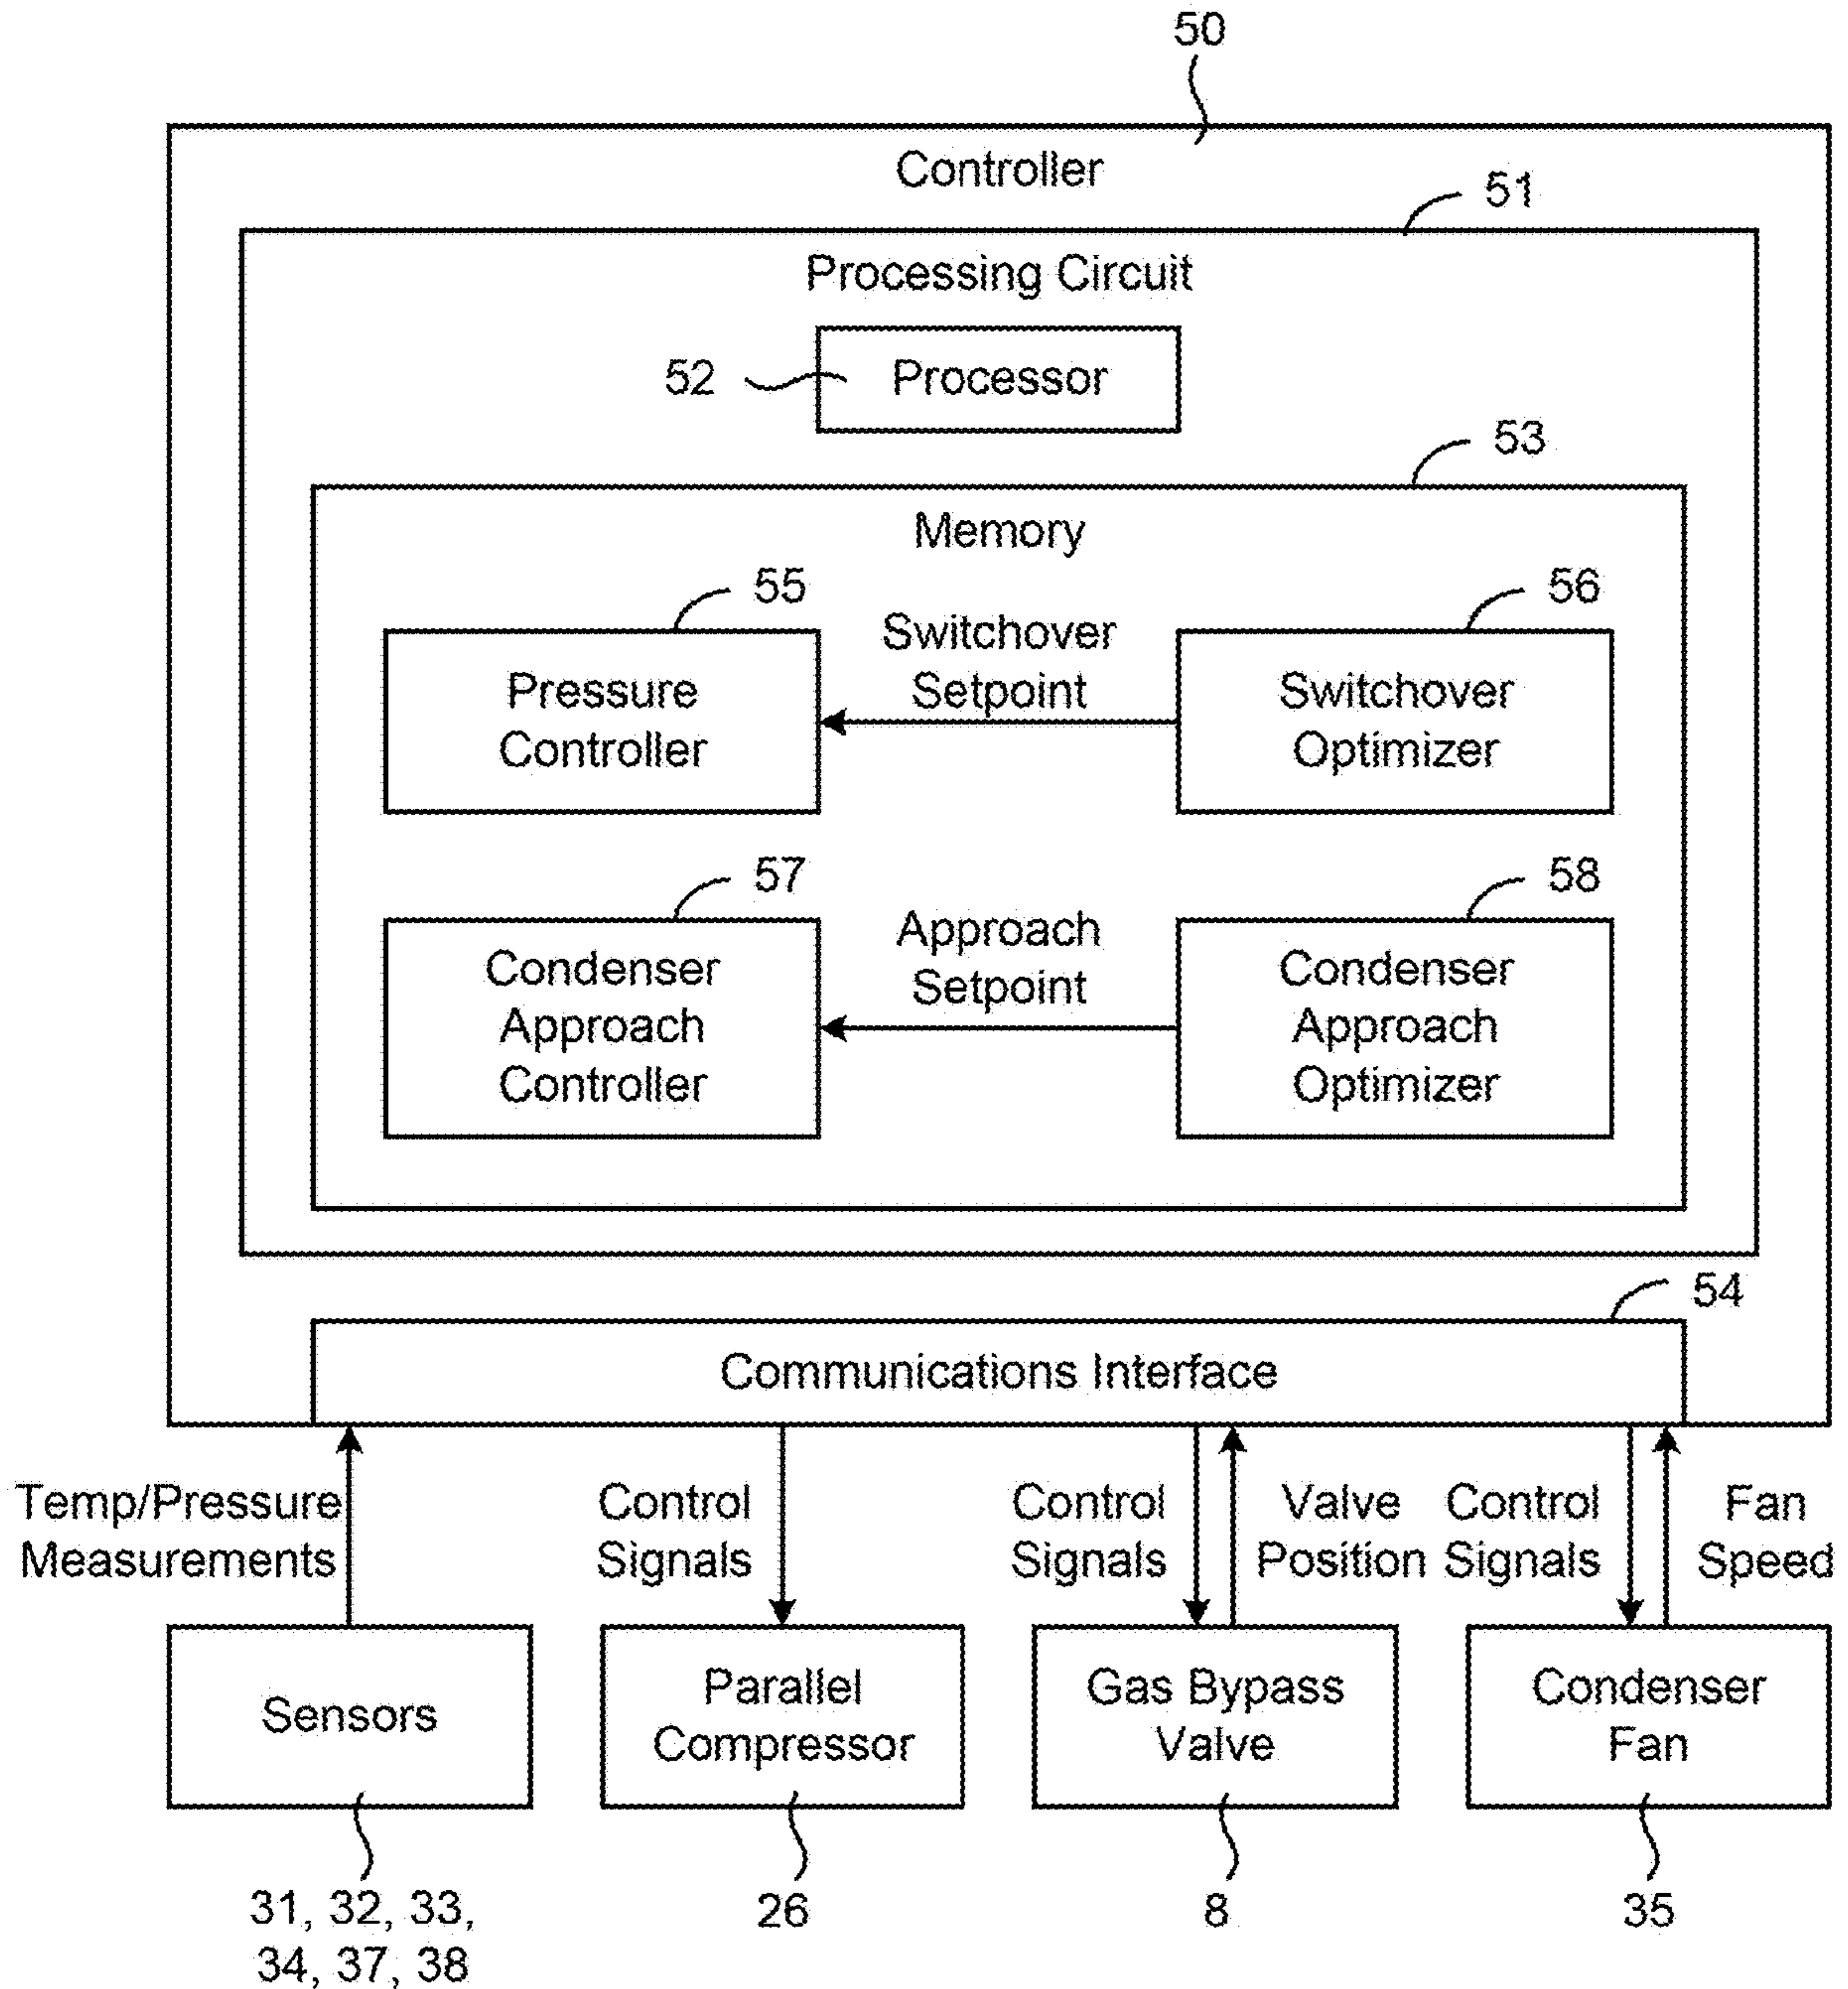 50
Controller
51
Processing Circuit
52
Processor
53
Memory
55
56
Switchover
Setpoint
Pressure
Controller
Switchover
Optimizer
57
58
Approach
Setpoint
Condenser
Approach
Controller
Condenser
Approach
Optimizer
54
Communications Interface
Temp/Pressure
Measurements
Control
Signals
Control
Signals
Valve
Position
Control
Signals
Fan
Speed
Sensors
Parallel
Compressor
Gas Bypass
Valve
Condenser
Fan
31, 32, 33,
34, 37, 38
26
8
35